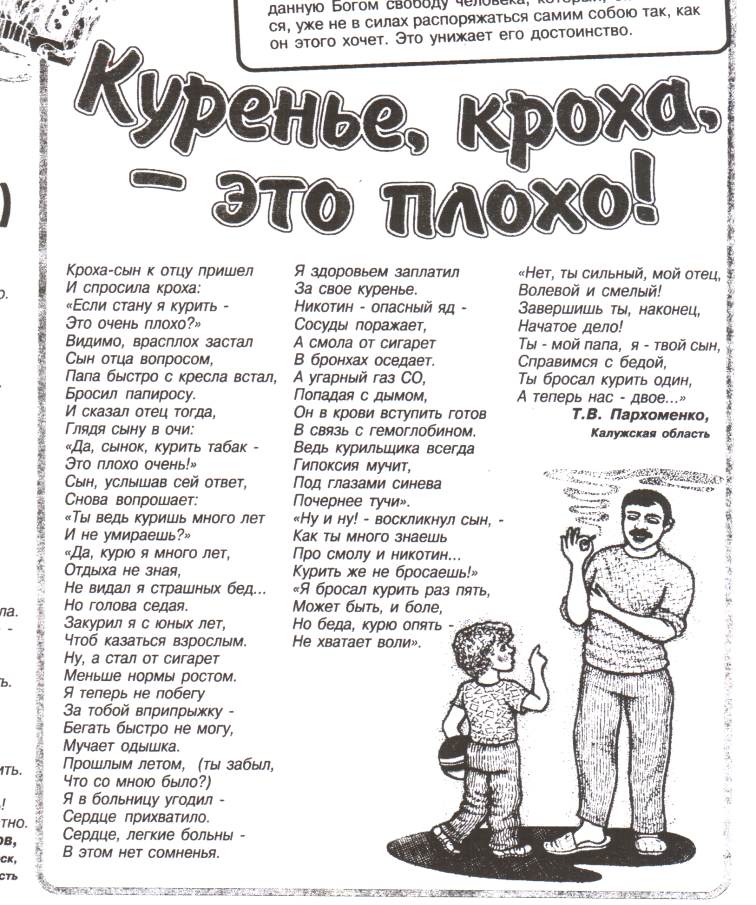 данную Богом свободу человека,
ся, уже не в силах распоряжаться самим собою так, как
он этого хочет. Это унижает его достоинство.
Куренье, кроха,
– это плохо!
Кроха-сын к отцу пришел
И спросила кроха:
«Если стану я курить -
Это очень плохо?»
Видимо, врасплох застал
Сын отца вопросом,
Папа быстро с кресла встал,
Бросил папиросу.
И сказал отец тогда,
Глядя сыну в очи:
«Да, сынок, курить табак -
Это плохо очень!»
Сын, услышав сей ответ,
Снова вопрошает:
«Ты ведь куришь много лет
И не умираешь?»
«Да, курю я много лет,
Отдыха не зная,
Не видал я страшных бед...
Но голова седая.
Закурил я с юных лет,
Чтоб казаться взрослым.
Ну, а стал от сигарет
Меньше нормы ростом.
Я теперь не побегу
За тобой вприпрыжку -
Бегать быстро не могу,
Мучает одышка.
Прошлым летом, (ты забыл,
Что со мною было?)
Я в больницу угодил -
Сердце прихватило.
Сердце, легкие больны -
В этом нет сомненья.
Я здоровьем заплатил
За свое куренье.
Никотин - опасный яд -
Сосуды поражает,
А смола от сигарет
В бронхах оседает.
А угарный газ СО,
Попадая с дымом,
Он в крови вступить готов
В связь с гемоглобином.
Ведь курильщика всегда
Гипоксия мучит,
Под глазами синева
Почернее тучи».
«Ну и ну! - воскликнул сын, -
Как ты много знаешь
Про смолу и никотин...
Курить же не бросаешь!»
«Я бросал курить раз пять,
Может быть, и боле,
Но беда, курю опять -
Не хватает воли».
«Нет, ты сильный, мой отец,
Волевой и смелый!
Завершишь ты, наконец,
Начатое дело!
Ты - мой папа, я - твой сын,
Справимся с бедой,
Ты бросал курить один,
А теперь нас - двое...»
Т.В. Пархоменко,
Калужская область